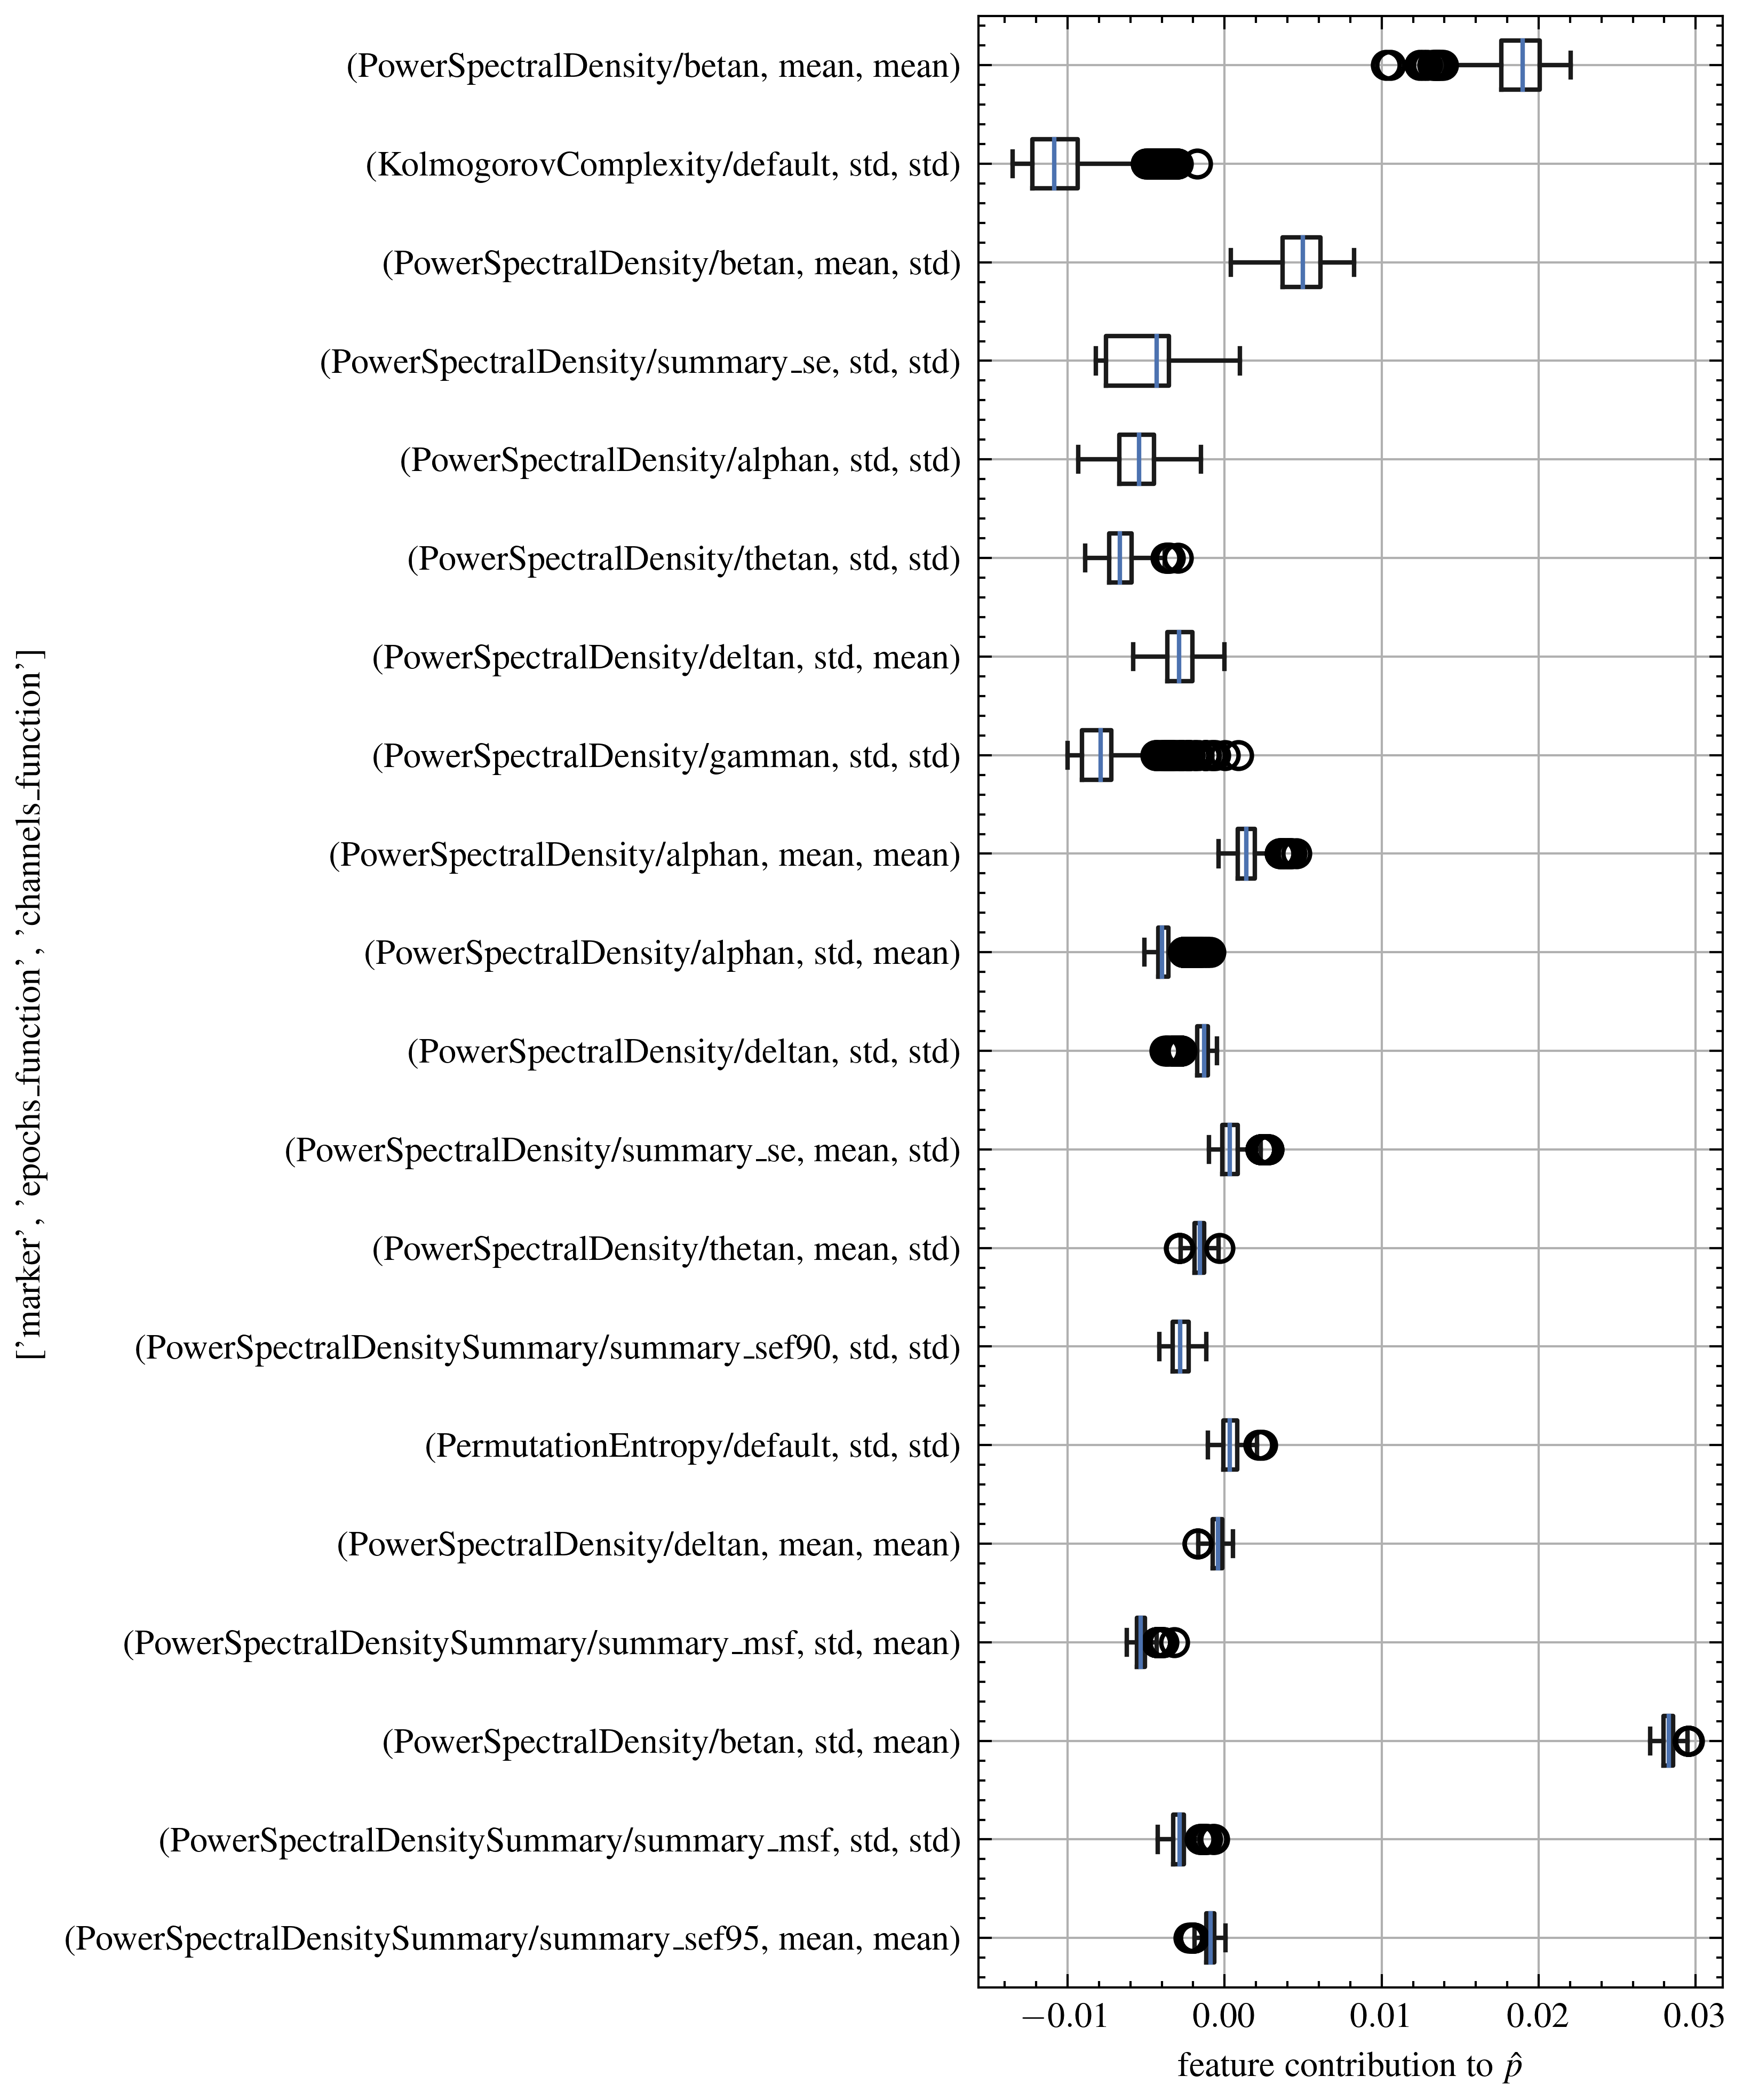 (PowerSpectralDensity/betan, mean, mean)
(KolmogorovComplexity/default, std, std)
(PowerSpectralDensity/betan, mean, std)
(PowerSpectralDensity/summary_se, std, std)
(PowerSpectralDensity/alphan, std, std)
(PowerSpectralDensity/thetan, std, std)
(PowerSpectralDensity/deltan, std, mean)
(PowerSpectralDensity/gamman, std, std)
(PowerSpectralDensity/alphan, mean, mean)
(PowerSpectralDensity/alphan, std, mean)
(PowerSpectralDensity/deltan, std, std)
(PowerSpectralDensity/summary_se, mean, std)
(PowerSpectralDensity/thetan, mean, std)
(PowerSpectralDensitySummary/summary_sef90, std, std)
(PermutationEntropy/default, std, std)
(PowerSpectralDensity/deltan, mean, mean)
(PowerSpectralDensitySummary/summary_msf, std, mean)
(PowerSpectralDensity/betan, std, mean)
(PowerSpectralDensitySummary/summary_msf, std, std)
(PowerSpectralDensitySummary/summary_sef95, mean, mean)
['marker', 'epochs_function', 'channels_function']
−0.01 0.00 0.01 0.02 0.03
feature contribution to p̂